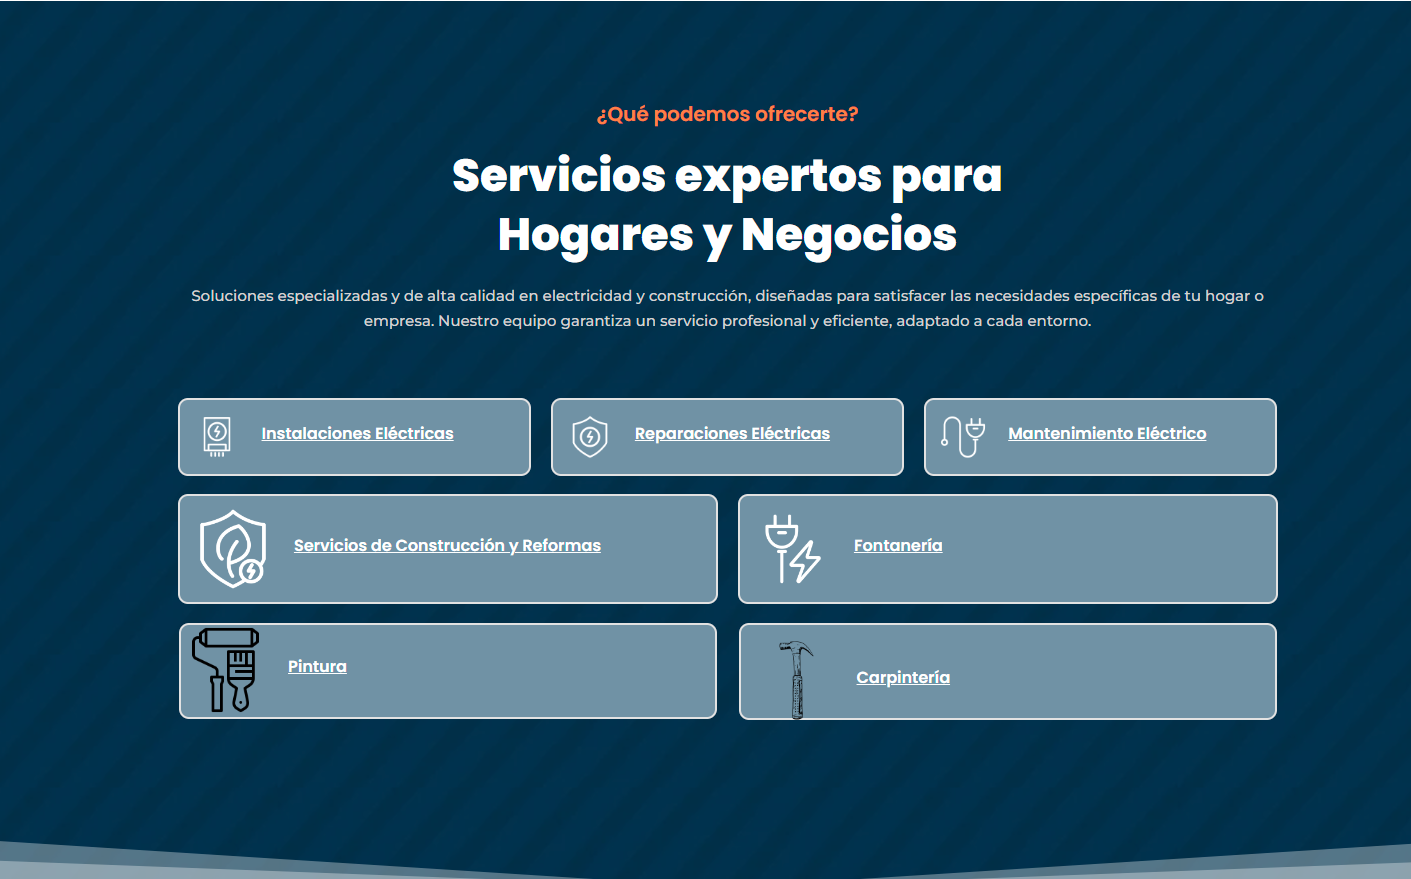 ¿Qué podemos ofrecerte?
Servicios expertos para
Hogares y Negocios
Soluciones especializadas y de alta calidad en electricidad y construcción, diseñadas para satisfacer las necesidades específicas de tu hogar o
empresa. Nuestro equipo garantiza un servicio profesional y eficiente, adaptado a cada entorno.
Instalaciones Eléctricas
Reparaciones Eléctricas
Mantenimiento Eléctrico
Servicios de Construcción y Reformas
Fontanería
Pintura
Carpintería